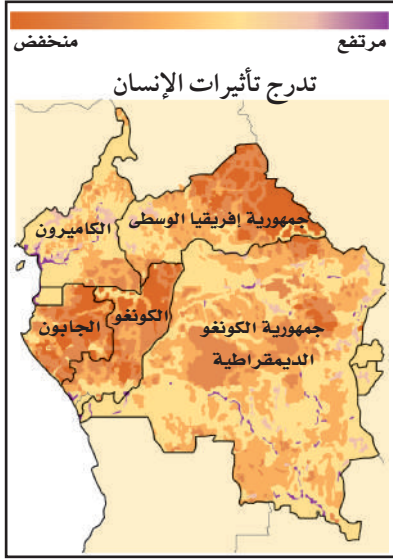 مرتفع
منخفض
تدرج تأثيرات الإنسان
جمهورية إفريقيا الوسطى
الكاميرون
الكونغو
الجابون
جمهورية الكونغو
الديمقراطية